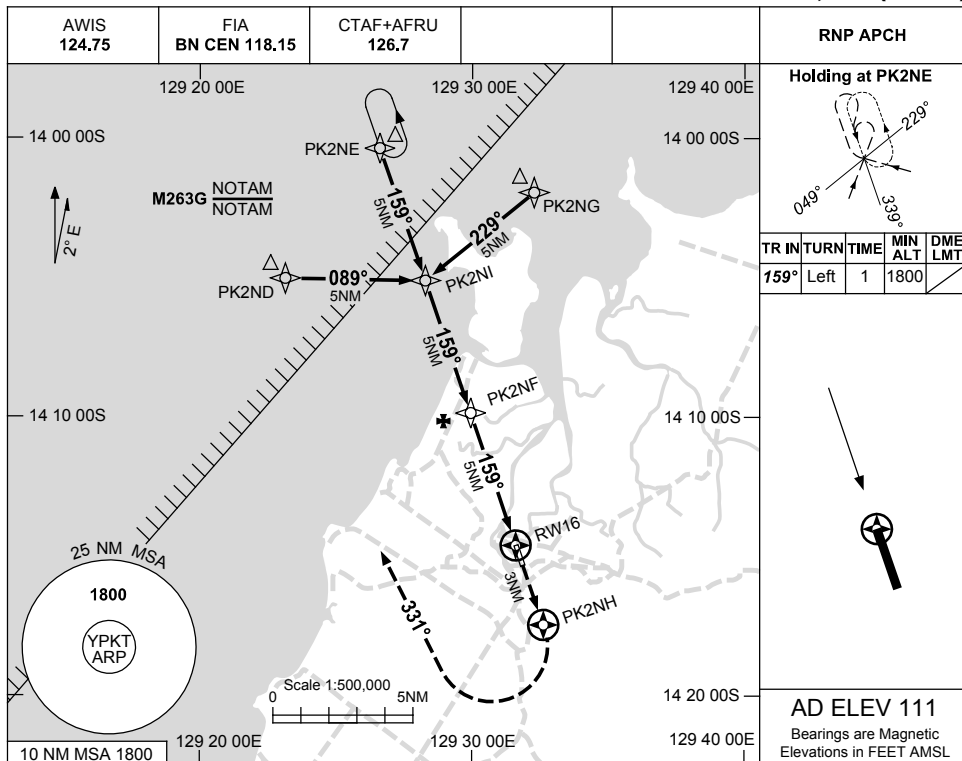 AWIS
124.75
FIA
BN CEN 118.15
CTAF+AFRU
126.7
RNP APCH
129 20 00E
129 30 00E
129 40 00E
Holding at PK2NE
229°
049°
339°
TR IN TURN TIME MIN ALT DME LMT
159° Left 1 1800
14 00 00S
14 00 00S
PK2NE
M263G NOTAM
NOTAM
2° E
159°
5NM
PK2NG
229°
5NM
PK2ND
089°
5NM
PK2NI
159°
5NM
14 10 00S
14 10 00S
PK2NF
159°
5NM
RW16
3NM
PK2NH
331°
25 NM MSA
1800
YPKT
ARP
Scale 1:500,000
0 5NM
14 20 00S
10 NM MSA 1800
129 20 00E
129 30 00E
129 40 00E
AD ELEV 111
Bearings are Magnetic
Elevations in FEET AMSL